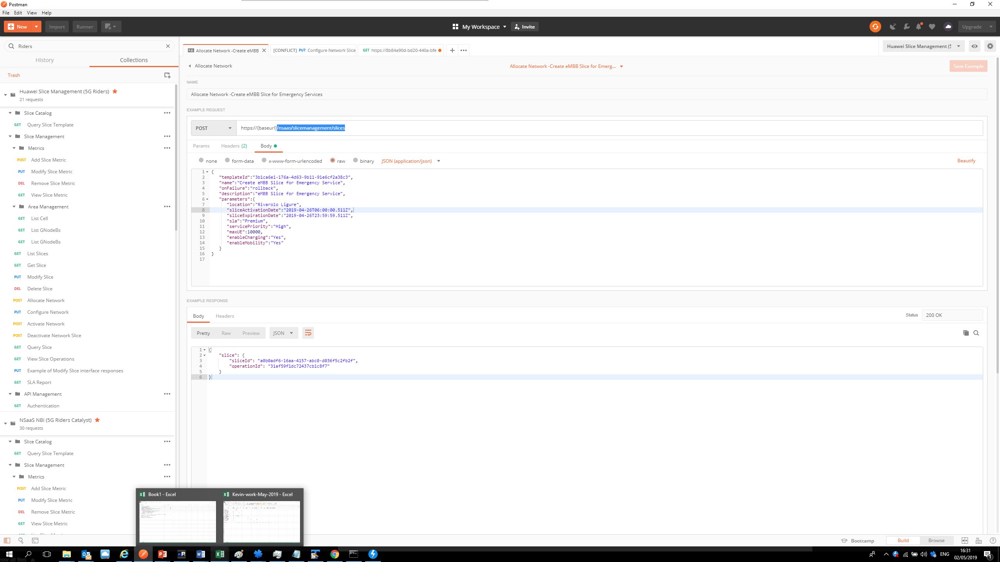 Postman
File Edit View Help
New Import Runner My Workspace Invite Upgrade
Riders
History Collections
Trash
Huawei Slice Management (5G Riders)
21 requests
Slice Catalog
GET Query Slice Template
Slice Management
Metrics
POST Add Slice Metric
PUT Modify Slice Metric
DEL Remove Slice Metric
GET View Slice Metric
Area Management
GET List Cell
GET List GNodeBs
GET List GNodeBs
GET List Slices
GET Get Slice
PUT Modify Slice
DEL Delete Slice
POST Allocate Network
PUT Configure Network
POST Activate Network
POST Deactivate Network Slice
GET Query Slice
GET View Slice Operations
PUT Example of Modify Slice interface responses
GET SLA Report
API Management
GET Authentication
NSaaS NBI (5G Riders Catalyst)
30 requests
Slice Catalog
GET Query Slice Template
Slice Management
Metrics
POST Add Slice Metric
PUT Modify Slice Metric
DEL Remove Slice Metric
GET View Slice Metric
e.g. Allocate Network -Create eMBB [CONFLICT] PUT Configure Network Slice GET https://8b84a90d-bd20-440a-bfe
Huawei Slice Management (5
Allocate Network
Allocate Network -Create eMBB Slice for Emerg...
Save Example
NAME
Allocate Network -Create eMBB Slice for Emergency Services
EXAMPLE REQUEST
POST https://{baseurl}/nsaas/slicemanagement/slices
Params Headers (2) Body
none form-data x-www-form-urlencoded raw binary JSON (application/json) Beautify
1 {
2 "templateId":"3b1ca6e1-176a-4d63-9b11-91e6cf2a38c3",
3 "name":"Create eMBB Slice for Emergency Service",
4 "onFailure":"rollback",
5 "description":"eMBB Slice for Emergency Service",
6 "parameters":{
7 "location":"Rivarolo Ligure",
8 "sliceActivationDate":"2019-04-26T06:00:00.511Z",
9 "sliceExpirationDate":"2019-04-26T23:59:59.511Z",
10 "sla":"Premium",
11 "servicePriority":"High",
12 "maxUE":10000,
13 "enableCharging":"Yes",
14 "enableMobility":"Yes"
15 }
16 }
17
EXAMPLE RESPONSE
Body Headers Status 200 OK
Pretty Raw Preview JSON
1 {
2 "slice": {
3 "sliceId": "a0b0adf6-16aa-4157-abc0-d036f5c2fb2f",
4 "operationId": "31af59f1dc72437cb1c8f7"
5 }
6 }
Book1 - Excel
Kevin-work-May-2019 - Excel
Bootcamp Build Browse
ENG
16:31
02/05/2019
1